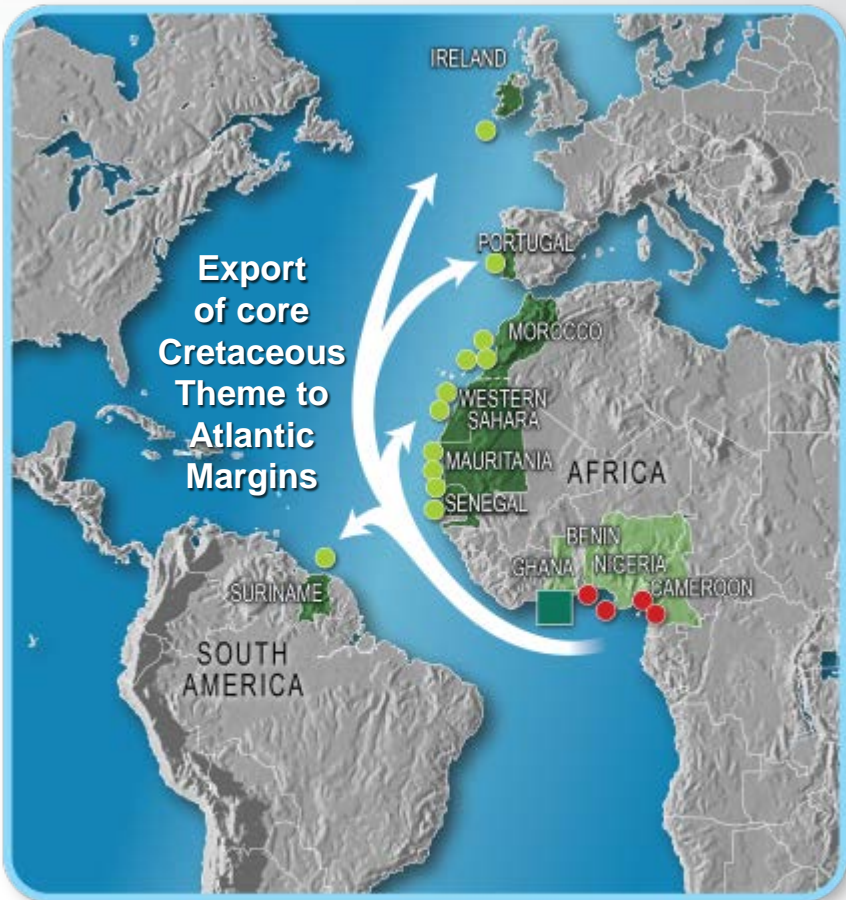 IRELAND
PORTUGAL
Export
of core
Cretaceous
Theme to
Atlantic
Margins
MOROCCO
WESTERN
SAHARA
MAURITANIA
AFRICA
SENEGAL
BENIN
GHANA
NIGERIA
CAMEROON
SURINAME
SOUTH
AMERICA